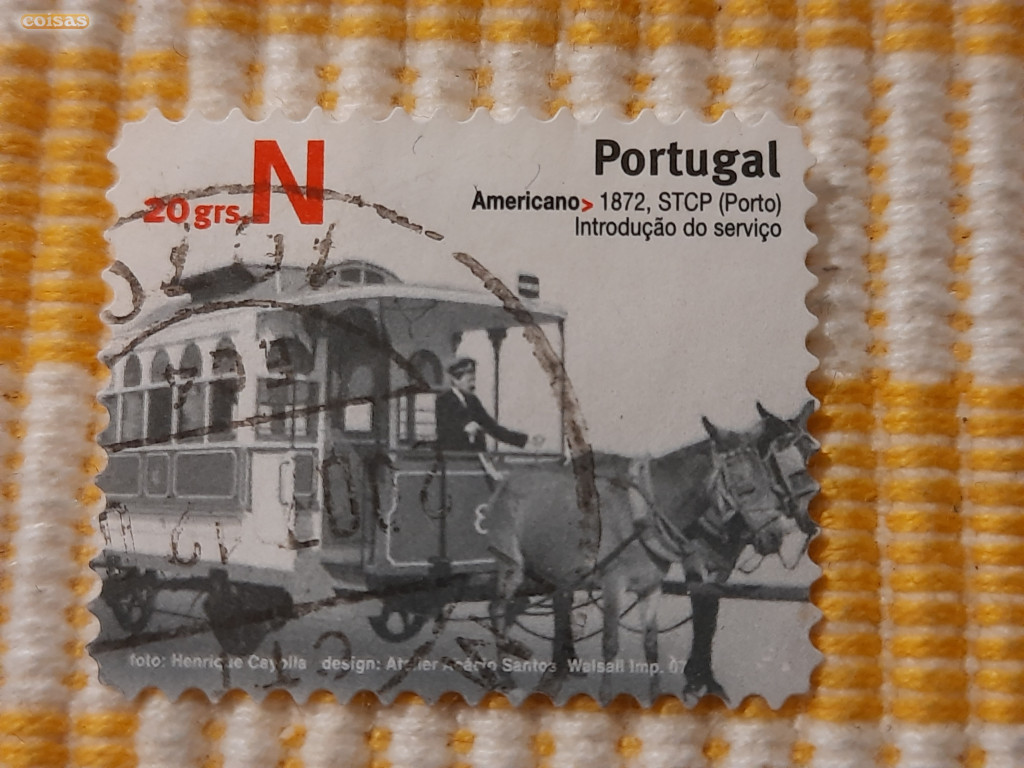 coisas
N
20 grs.
Portugal
Americano> 1872, STCP (Porto)
Introdução do serviço
foto: Henrique Cayolla design: Atelier Acácio Santos Walsall Imp. 07